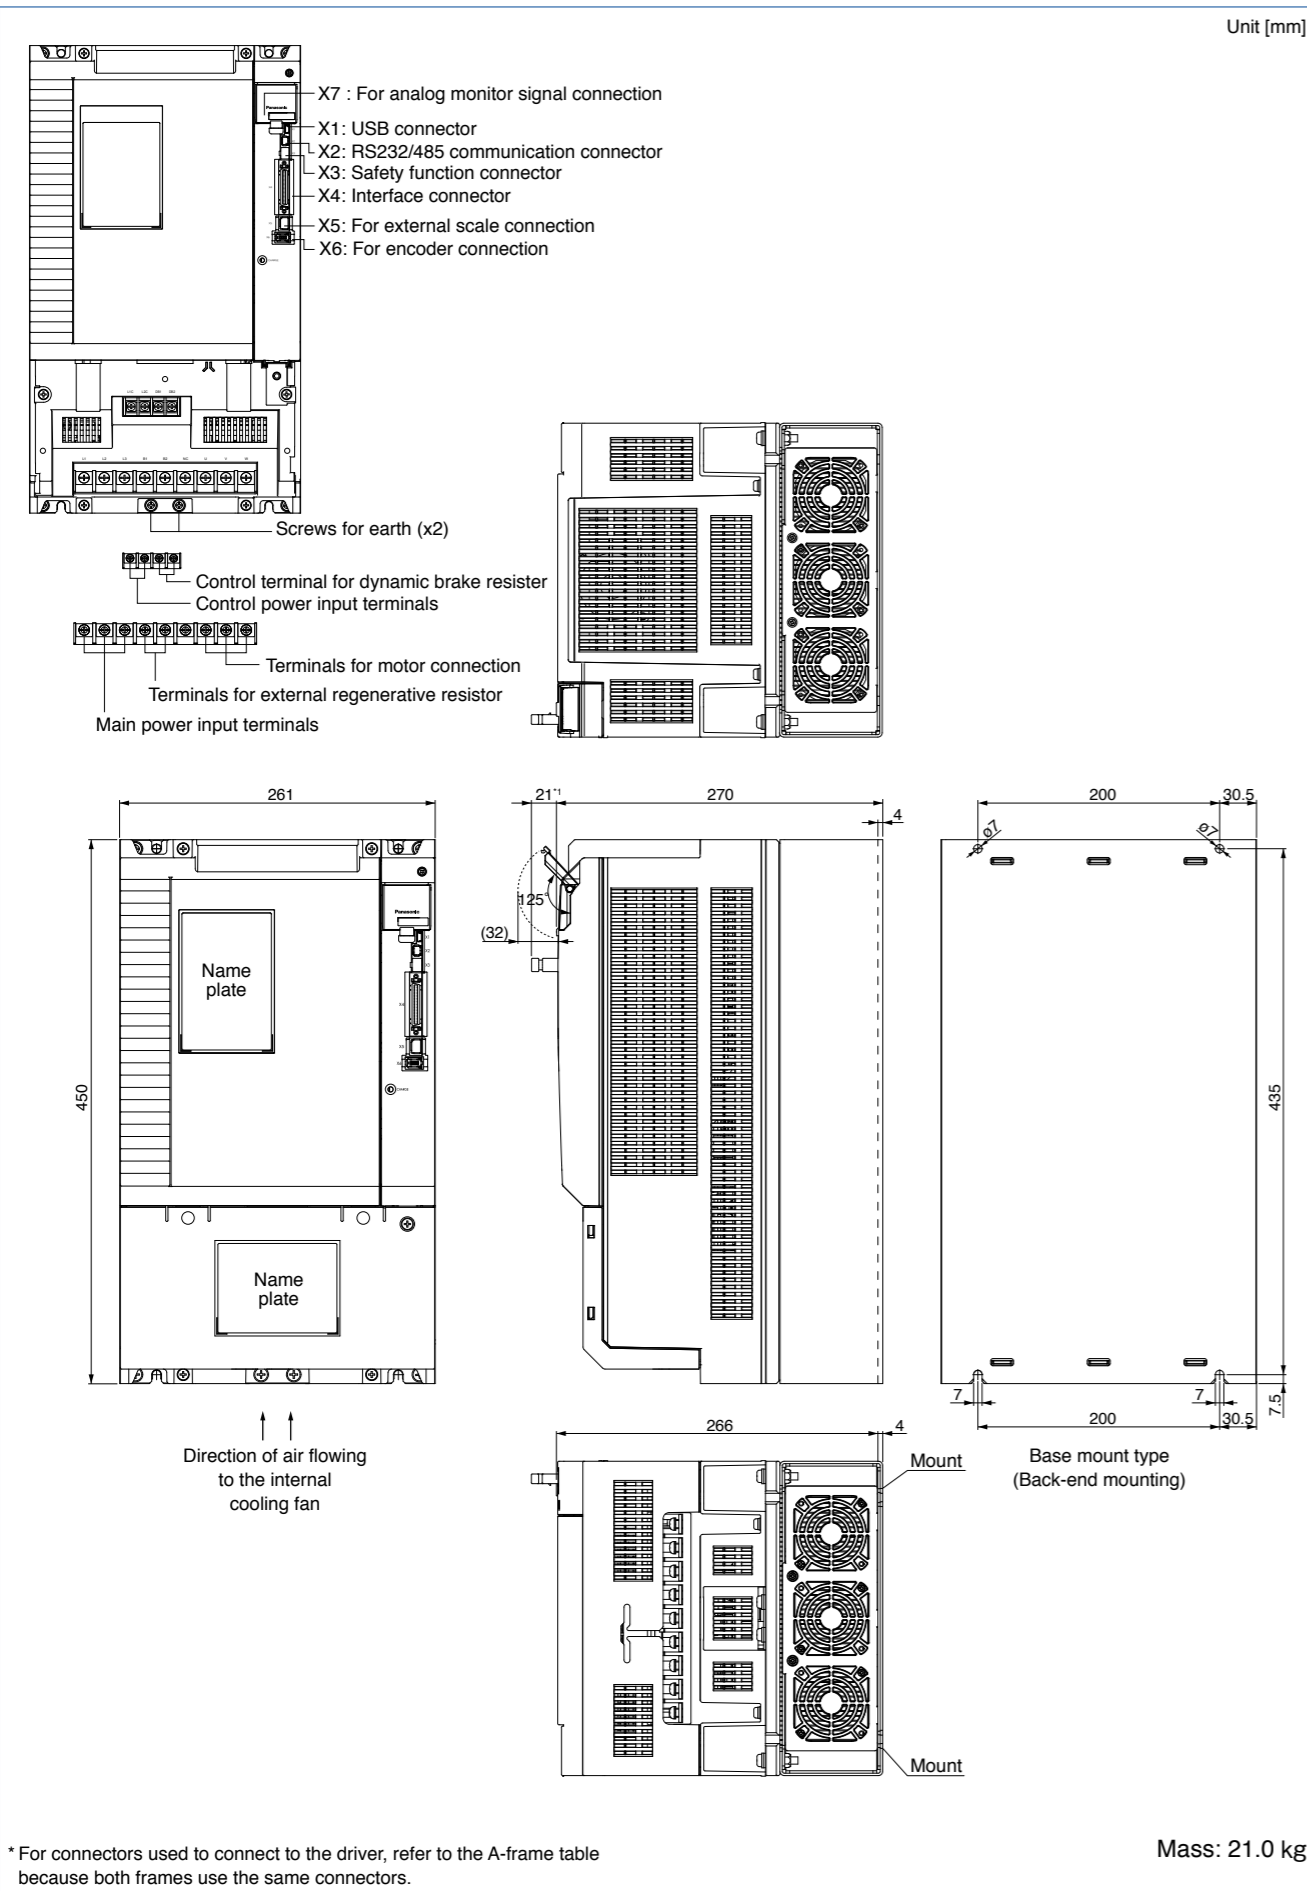 Unit [mm]
Panasonic
X7 : For analog monitor signal connection
X1: USB connector
X2: RS232/485 communication connector
X3: Safety function connector
X4: Interface connector
X5: For external scale connection
X6: For encoder connection
Screws for earth (x2)
Control terminal for dynamic brake resister
Control power input terminals
Terminals for motor connection
Terminals for external regenerative resistor
Main power input terminals
261
21*1
270
4
200
30.5
ø7
ø7
125°
(32)
Panasonic
Name
plate
450
435
Name
plate
7
7
7.5
200
30.5
266
4
Direction of air flowing
to the internal
cooling fan
Mount
Base mount type
(Back-end mounting)
Mount
* For connectors used to connect to the driver, refer to the A-frame table
because both frames use the same connectors.
Mass: 21.0 kg